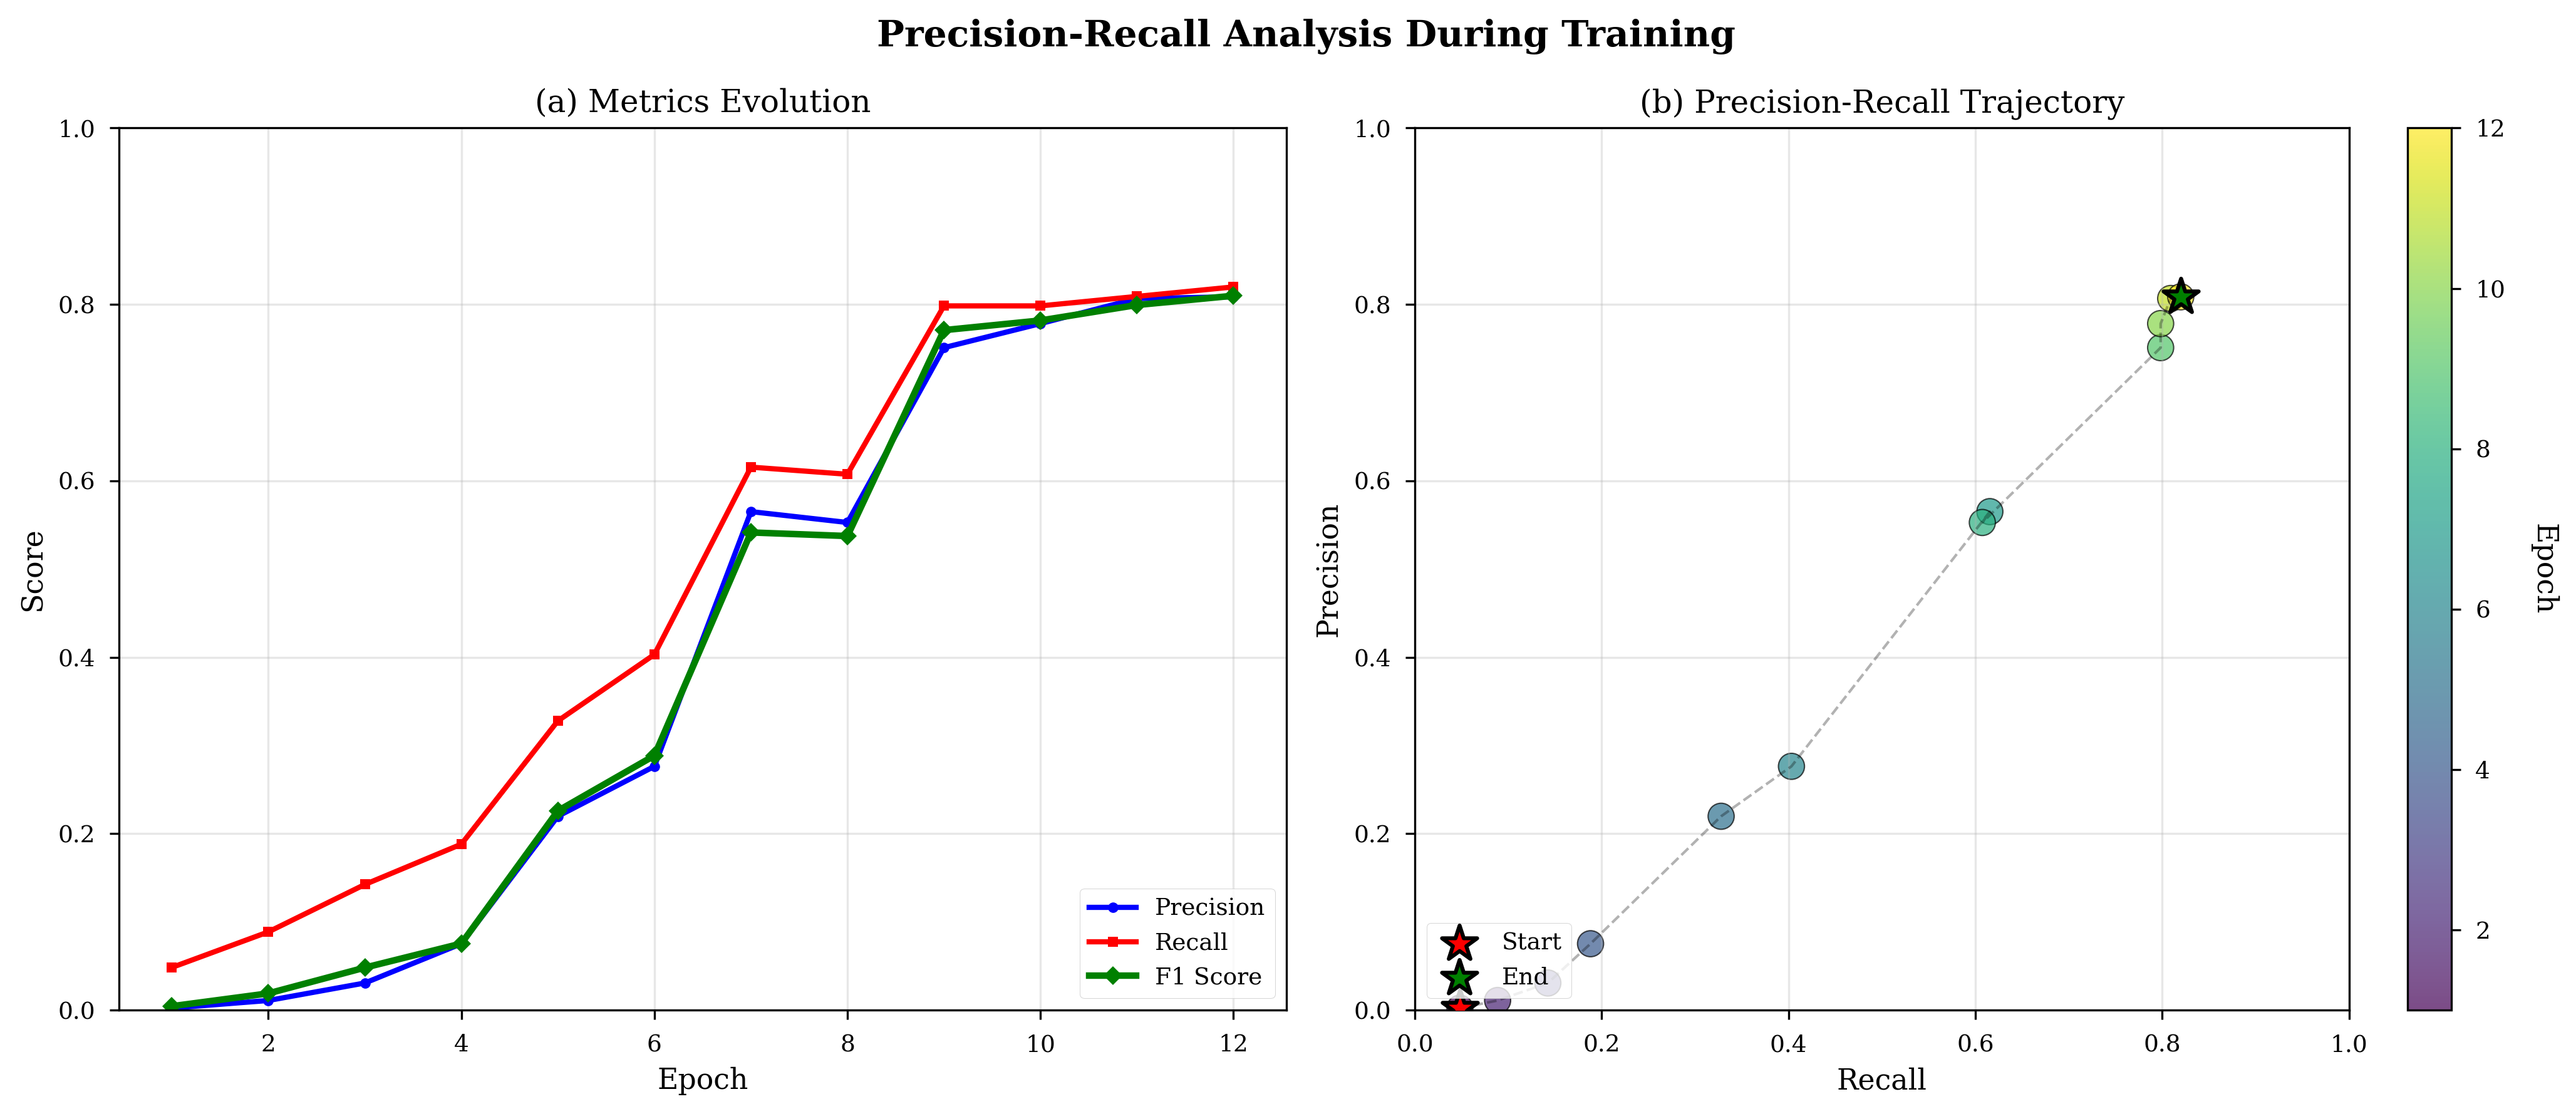 Precision-Recall Analysis During Training
(a) Metrics Evolution
1.0
0.8
0.6
0.4
0.2
0.0
Score
2
4
6
8
10
12
Epoch
Precision
Recall
F1 Score
(b) Precision-Recall Trajectory
1.0
0.8
0.6
0.4
0.2
0.0
Precision
Start
End
0.0
0.2
0.4
0.6
0.8
1.0
Recall
12
10
8
6
4
2
Epoch